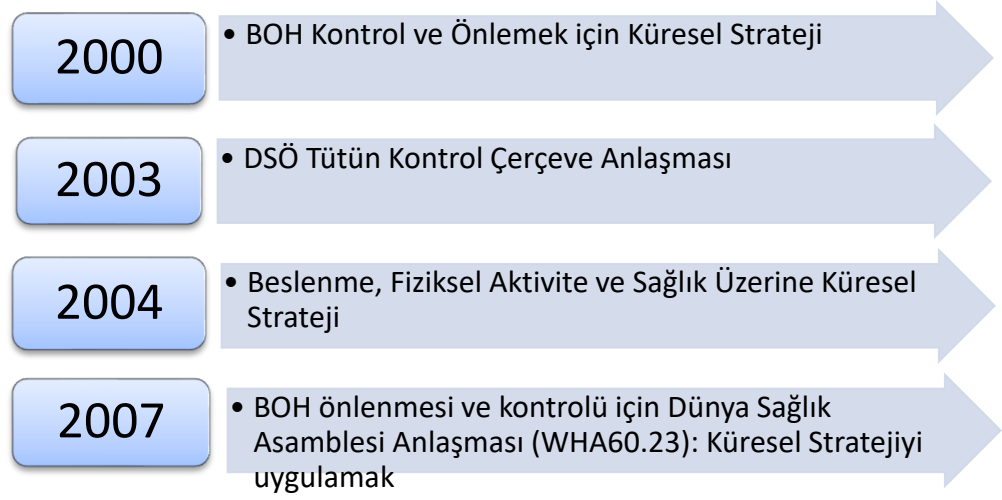 2000
• BOH Kontrol ve Önlemek için Küresel Strateji
2003
• DSÖ Tütün Kontrol Çerçeve Anlaşması
2004
• Beslenme, Fiziksel Aktivite ve Sağlık Üzerine Küresel
Strateji
2007
• BOH önlenmesi ve kontrolü için Dünya Sağlık
Asamblesi Anlaşması (WHA60.23): Küresel Stratejiyi
uygulamak